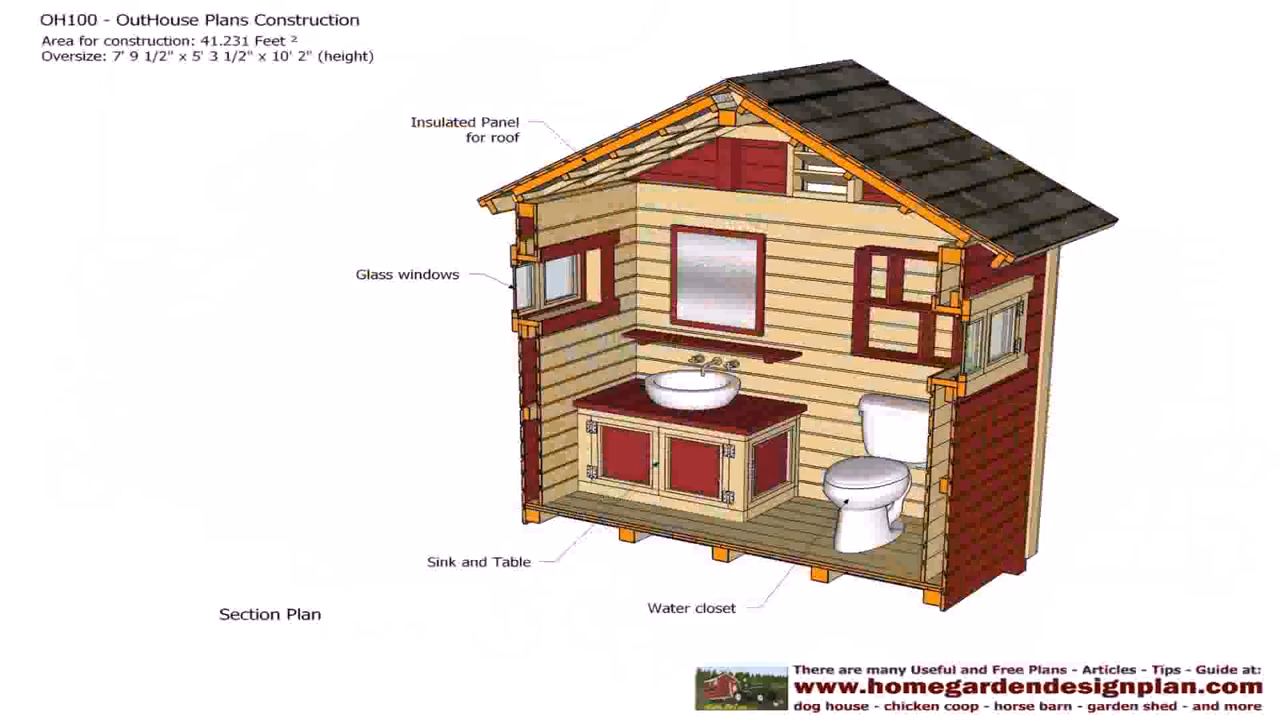 OH100 - OutHouse Plans Construction
Area for construction: 41.231 Feet ²
Oversize: 7' 9 1/2" x 5' 3 1/2" x 10' 2" (height)
Insulated Panel
for roof
Glass windows
Sink and Table
Water closet
Section Plan
There are many Useful and Free Plans - Articles - Tips - Guide at:
www.homegardendesignplan.com
dog house - chicken coop - horse barn - garden shed - and more